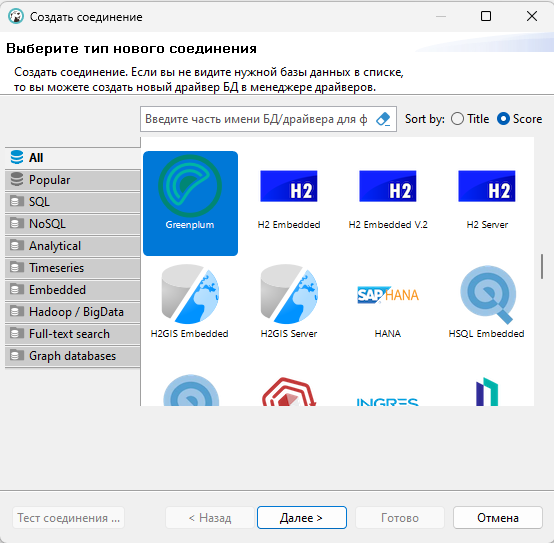 Создать соединение
Выберите тип нового соединения
Создать соединение. Если вы не видите нужной базы данных в списке,
то вы можете создать новый драйвер БД в менеджере драйверов.
Введите часть имени БД/драйвера для ф
Sort by:
Title
Score
All
Popular
SQL
NoSQL
Analytical
Timeseries
Embedded
Hadoop / BigData
Full-text search
Graph databases
Greenplum
H2
H2 Embedded
H2
H2 Embedded V.2
H2
H2 Server
H2GIS Embedded
H2GIS Server
SAP HANA
HANA
HSQL Embedded
INGRES
Тест соединения ...
< Назад
Далее >
Готово
Отмена